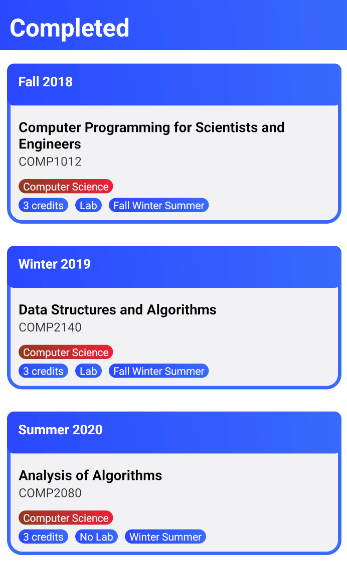 Completed
Fall 2018
Computer Programming for Scientists and
Engineers
COMP1012
Computer Science
3 credits Lab Fall Winter Summer
Winter 2019
Data Structures and Algorithms
COMP2140
Computer Science
3 credits Lab Fall Winter Summer
Summer 2020
Analysis of Algorithms
COMP2080
Computer Science
3 credits No Lab Winter Summer